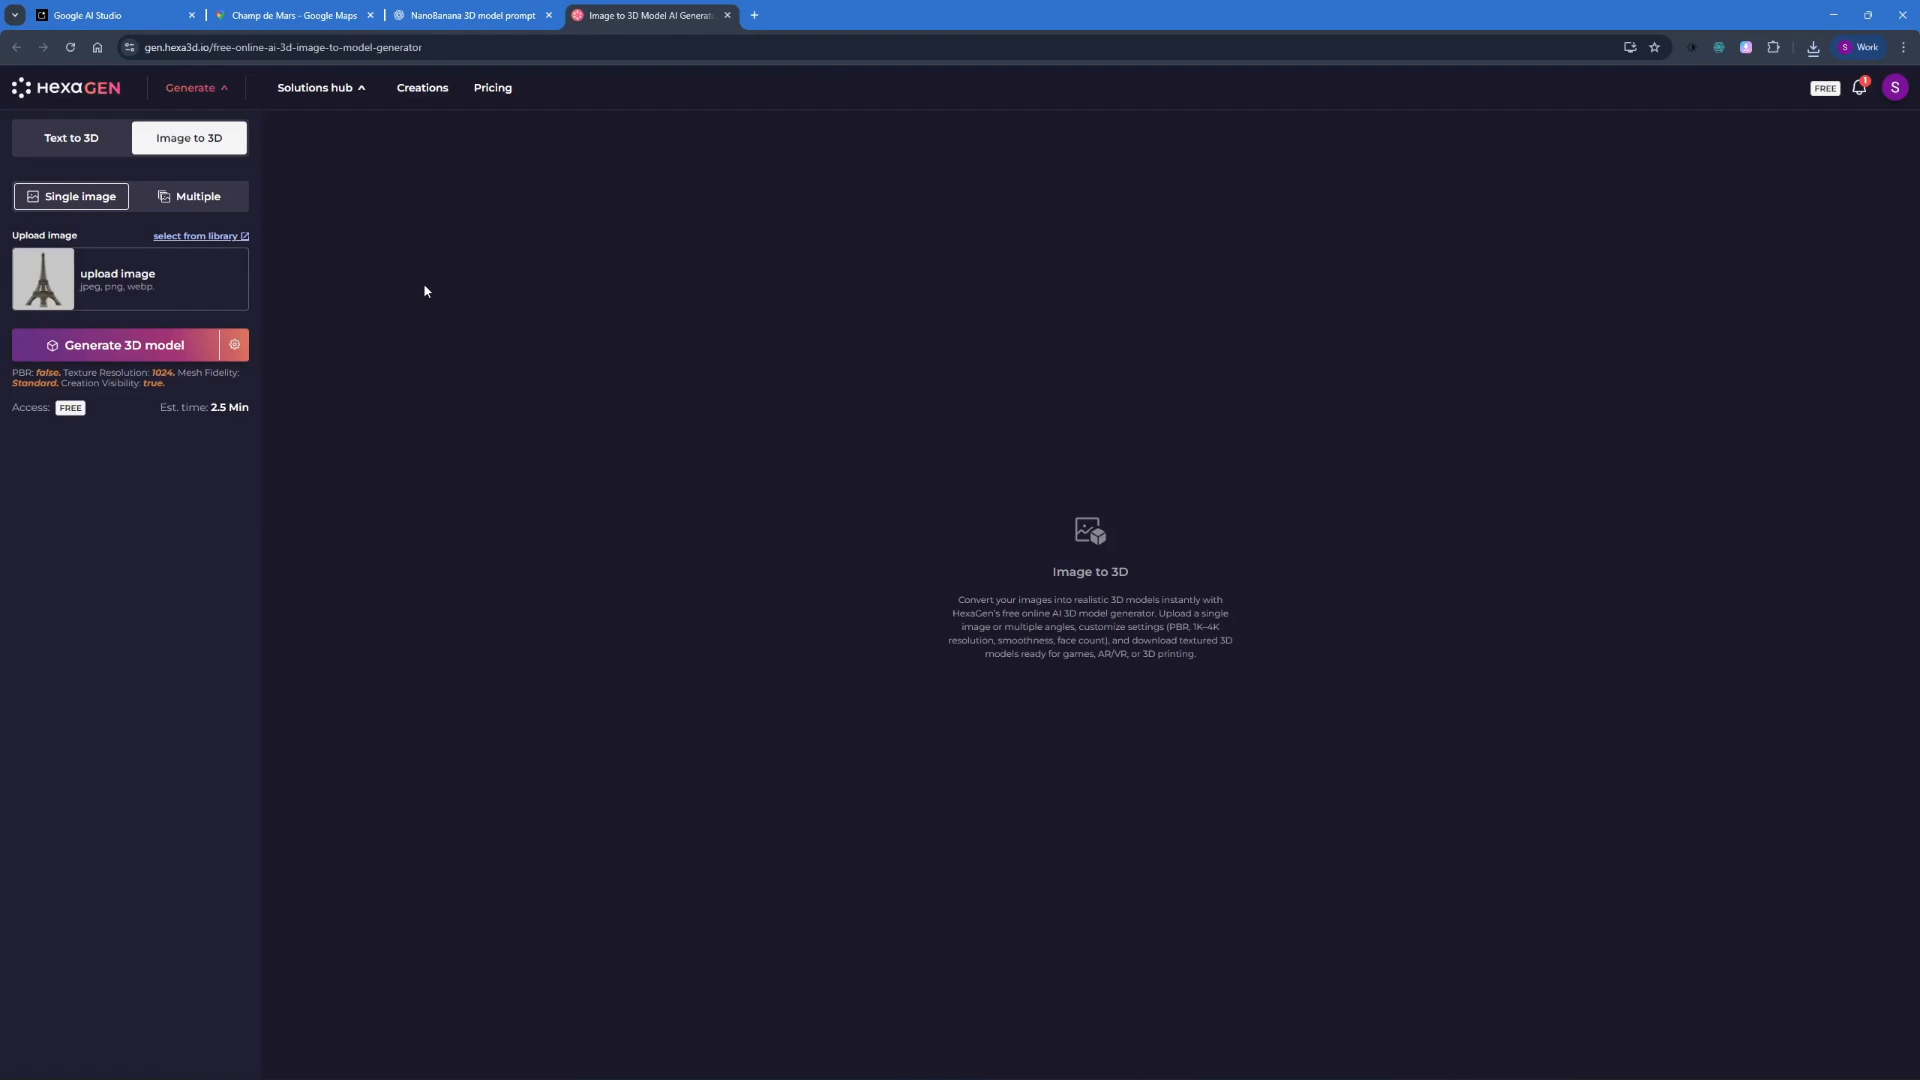 Google AI Studio
Champ de Mars - Google Maps
NanoBanana 3D model prompt
Image to 3D Model AI Generat
gen.hexa3d.io/free-online-ai-3d-image-to-model-generator
S Work
HexaGEN
Generate
Solutions hub
Creations
Pricing
FREE
1
S
Text to 3D
Image to 3D
Single image
Multiple
Upload image
select from library
upload image
jpeg, png, webp.
Generate 3D model
PBR: false. Texture Resolution: 1024. Mesh Fidelity:
Standard. Creation Visibility: true.
Access: FREE
Est. time: 2.5 Min
Image to 3D
Convert your images into realistic 3D models instantly with
HexaGen's free online AI 3D model generator. Upload a single
image or multiple angles, customize settings (PBR, 1K–4K
resolution, smoothness, face count), and download textured 3D
models ready for games, AR/VR, or 3D printing.